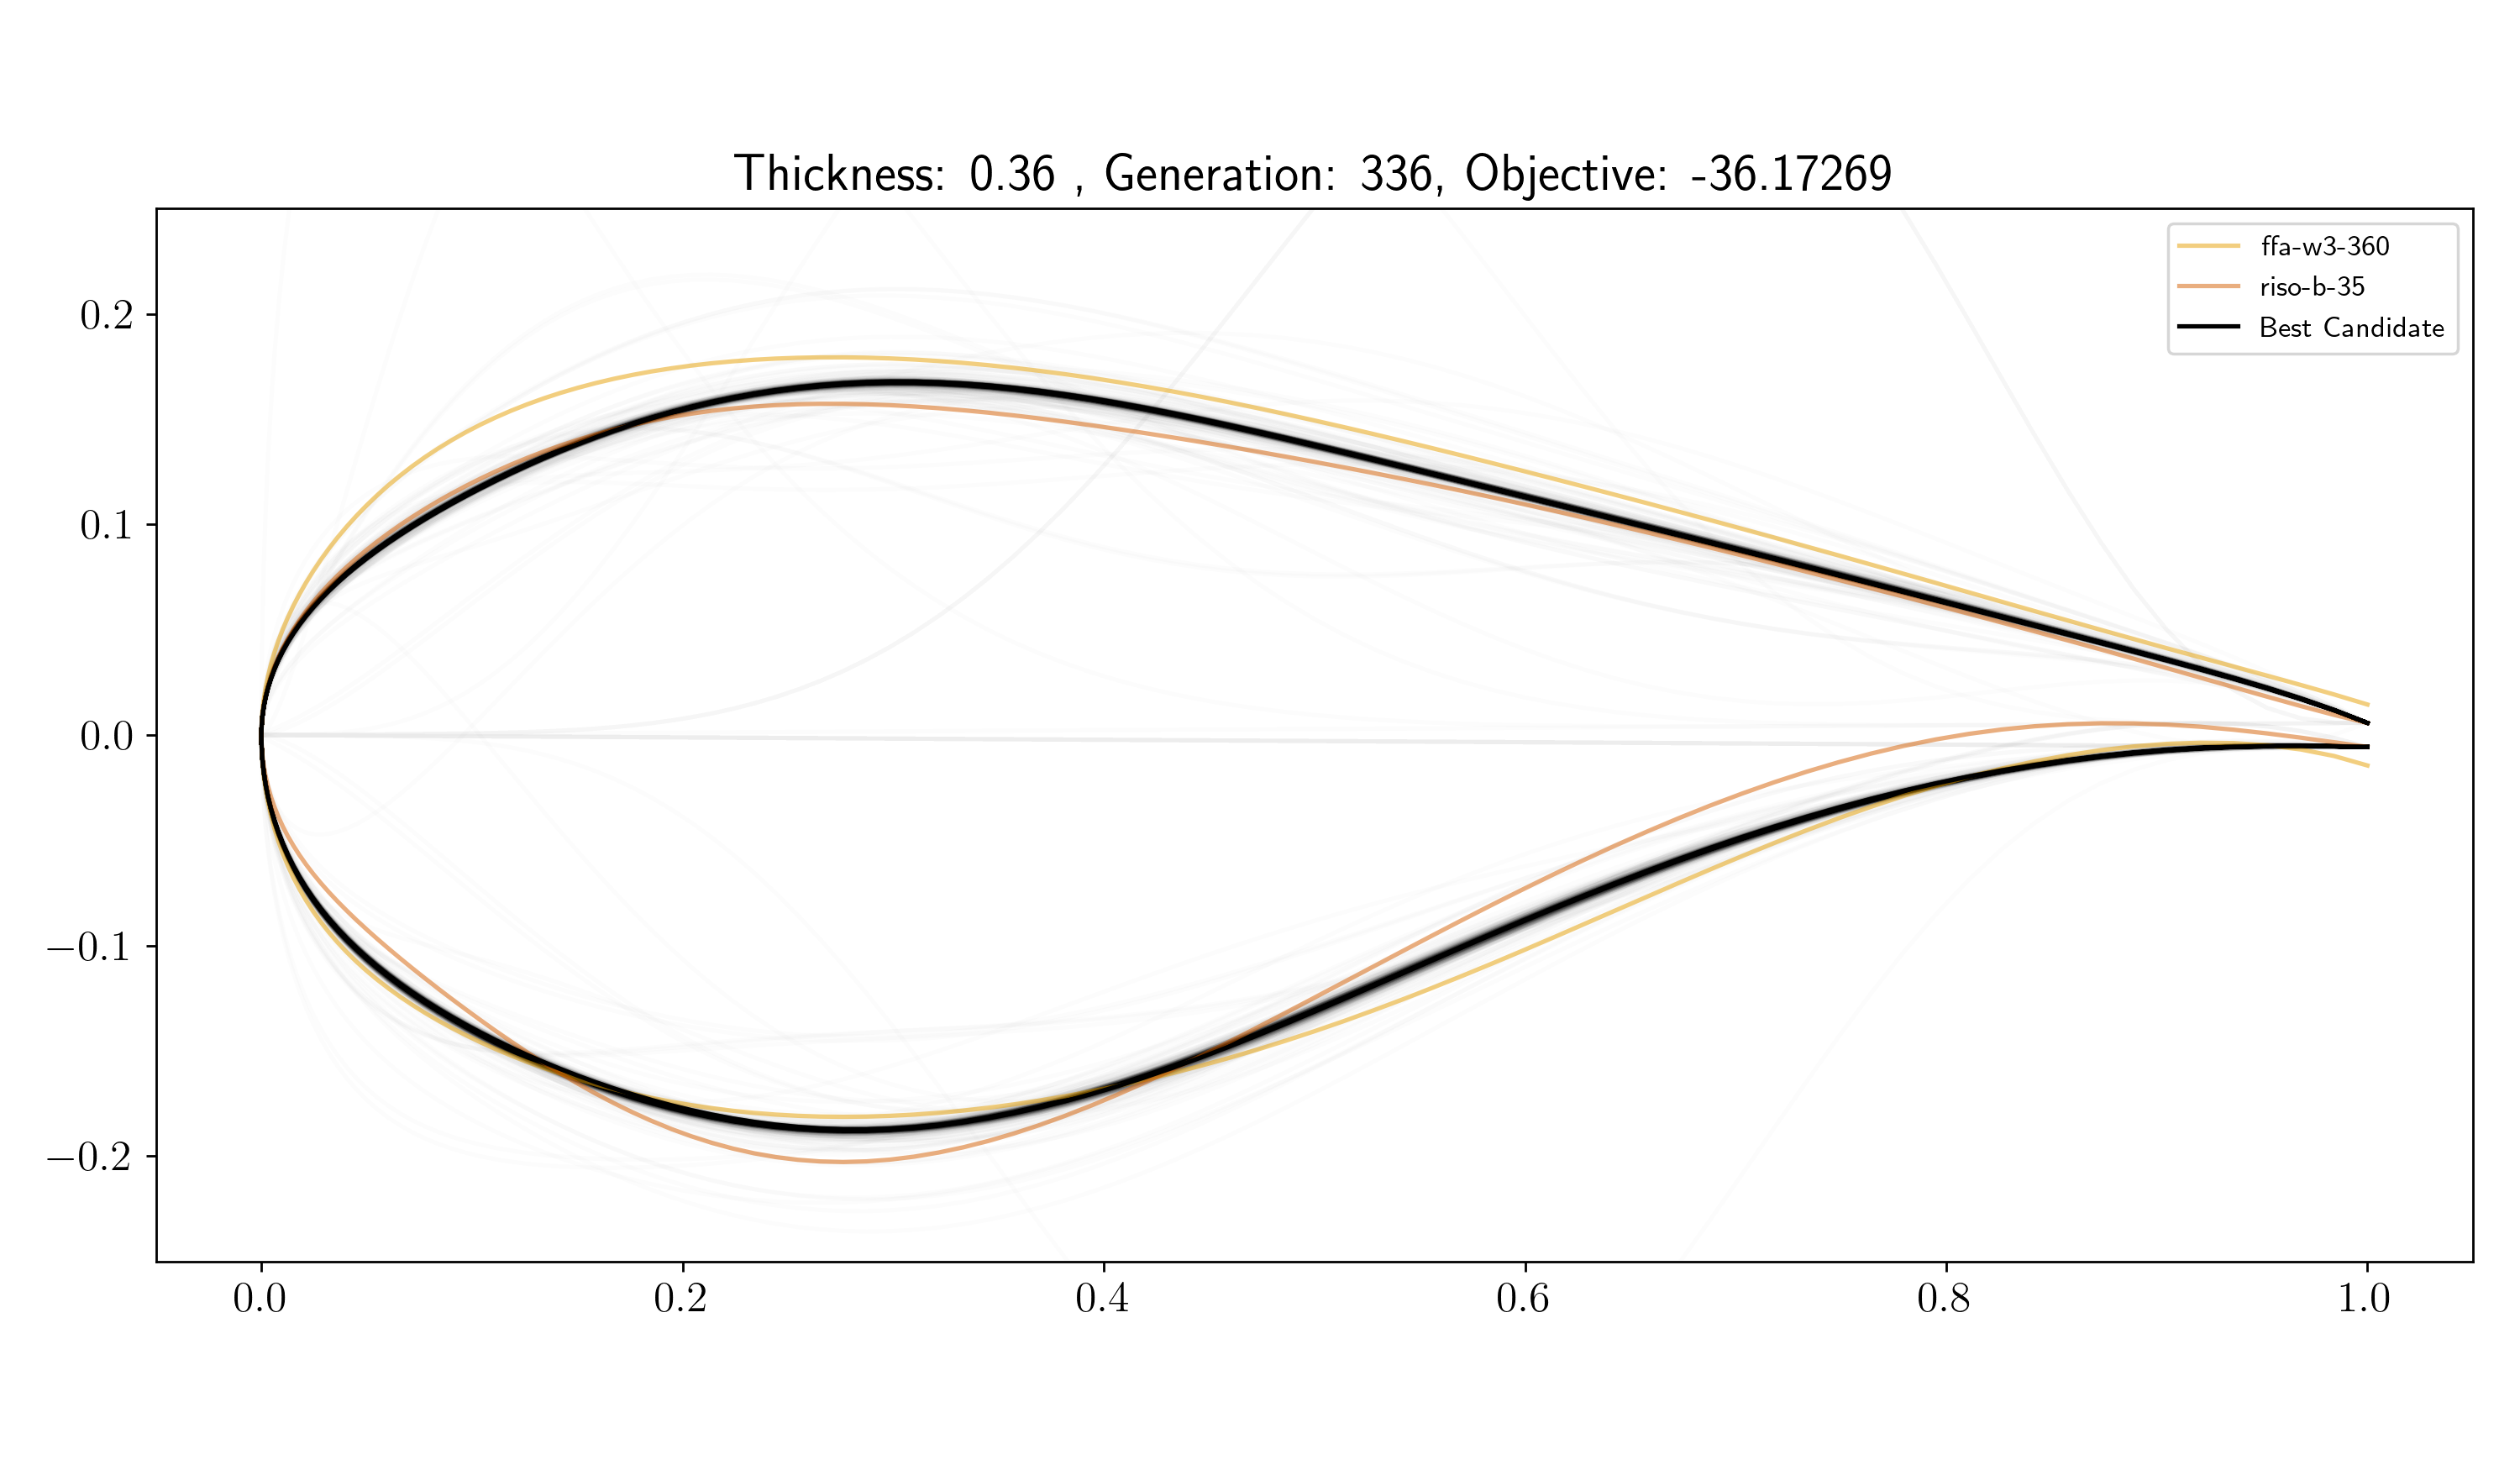 Thickness: 0.36 , Generation: 336, Objective: -36.17269
ffa-w3-360
riso-b-35
Best Candidate
0.2
0.1
0.0
−0.1
−0.2
0.0 0.2 0.4 0.6 0.8 1.0